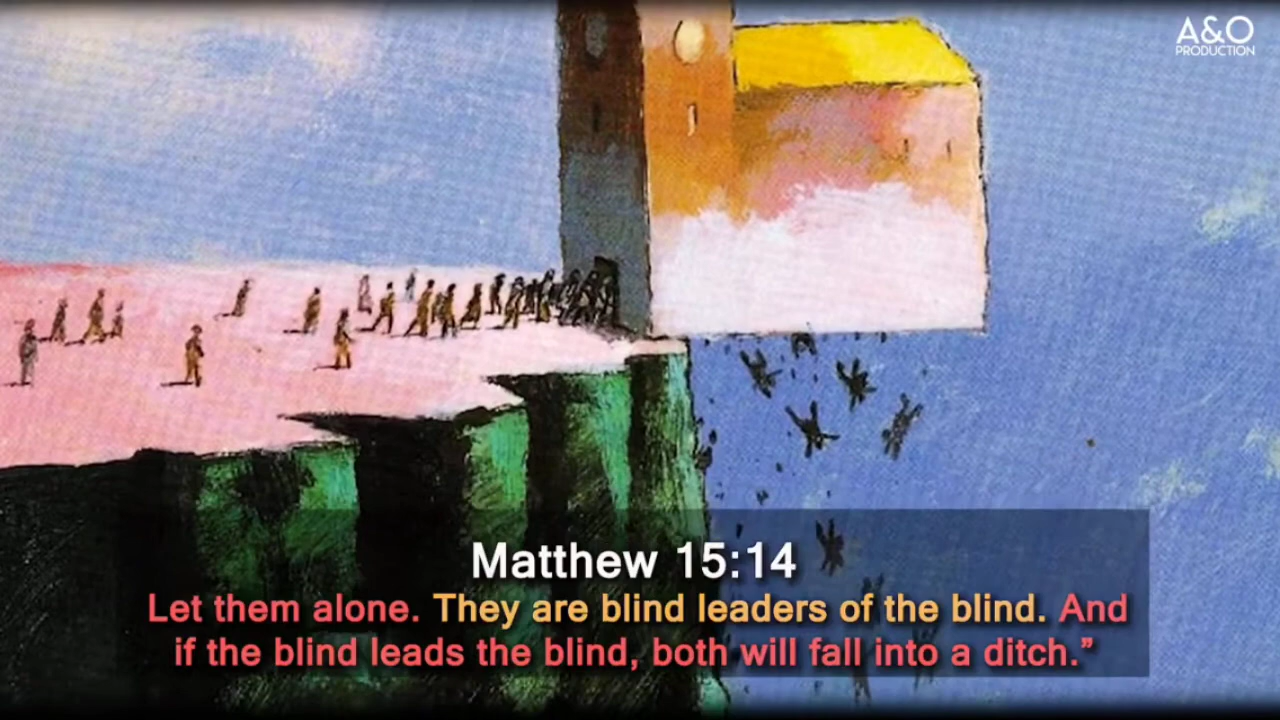 A&O
PRODUCTION
Matthew 15:14
Let them alone. They are blind leaders of the blind. And
if the blind leads the blind, both will fall into a ditch.”